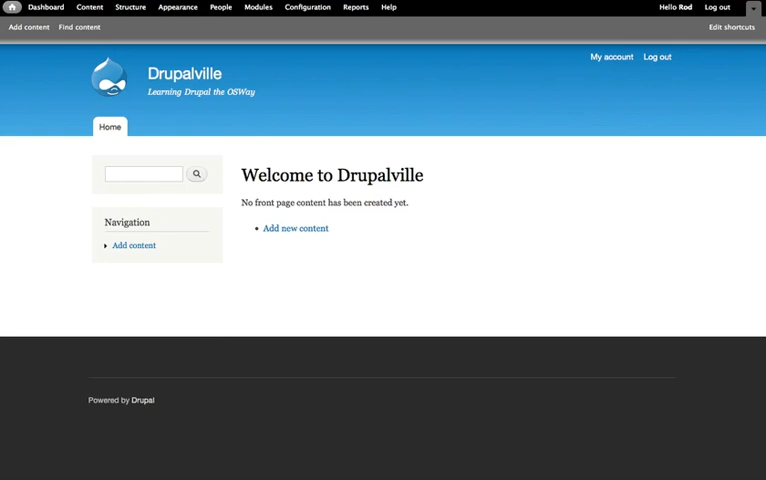 Dashboard Content Structure Appearance People Modules Configuration Reports Help Hello Rod Log out
Add content Find content Edit shortcuts
My account Log out
Drupalville
Learning Drupal the OSWay
Home
Welcome to Drupalville
No front page content has been created yet.
Navigation
Add new content
Add content
Powered by Drupal